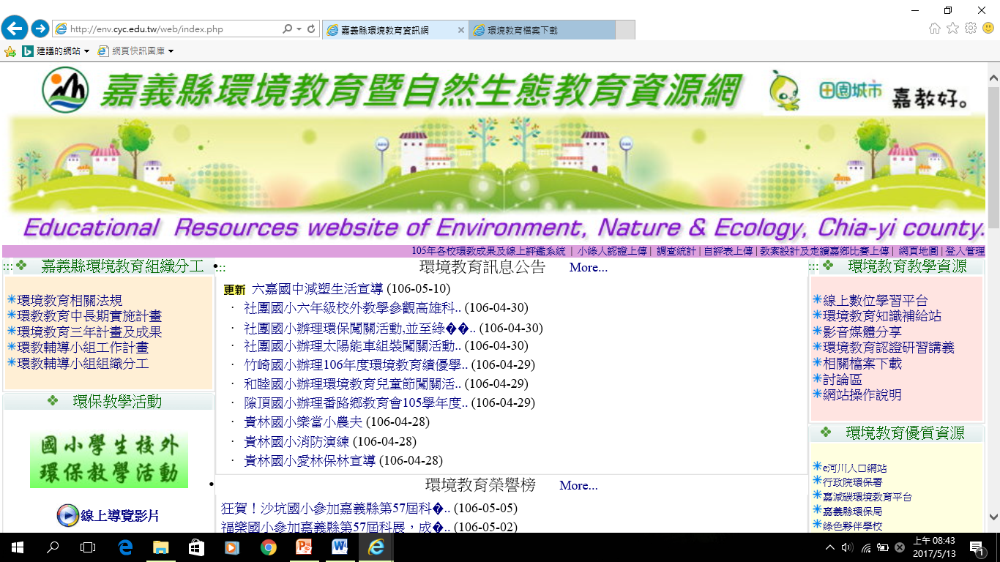 http://env.cyc.edu.tw/web/index.php
嘉義縣環境教育資訊網
環境教育檔案下載
建議的網站
網頁快訊圖庫
嘉義縣環境教育暨自然生態教育資源網
田園城市 嘉教好。
Educational Resources website of Environment, Nature & Ecology, Chia-yi county.
105年各校環教成果及線上評鑑系統 | 小綠人認證上傳 | 調查統計 | 自評表上傳 | 教案設計及走讀嘉鄉比賽上傳 | 網頁地圖 | 登入管理
::: 嘉義縣環境教育組織分工
環境教育相關法規
環教教育中長期實施計畫
環境教育三年計畫及成果
環教輔導小組工作計畫
環教輔導小組組織分工
環保教學活動
國小學生校外
環保教學活動
線上導覽影片
::: 環境教育訊息公告 More...
更新 六嘉國中減塑生活宣導 (106-05-10)
· 社團國小六年級校外教學參觀高雄科.. (106-04-30)
· 社團國小辦理環保闖關活動,並至綠��.. (106-04-30)
· 社團國小辦理太陽能車組裝闖關活動.. (106-04-30)
· 竹崎國小辦理106年度環境教育績優學.. (106-04-29)
· 和睦國小辦理環境教育兒童節闖關活.. (106-04-29)
· 隙頂國小辦理番路鄉教育會105學年度.. (106-04-29)
· 貴林國小樂當小農夫 (106-04-28)
· 貴林國小消防演練 (106-04-28)
· 貴林國小愛林保林宣導 (106-04-28)
環境教育榮譽榜 More...
狂賀！沙坑國小參加嘉義縣第57屆科�.. (106-05-05)
福樂國小參加嘉義縣第57屆科展，成�.. (106-05-02)
::: 環境教育教學資源
線上數位學習平台
環境教育知識補給站
影音媒體分享
環境教育認證研習講義
相關檔案下載
討論區
網站操作說明
環境教育優質資源
e河川入口網站
行政院環保署
嘉減碳環境教育平台
嘉義縣環保局
綠色夥伴學校
上午 08:43
2017/5/13
1